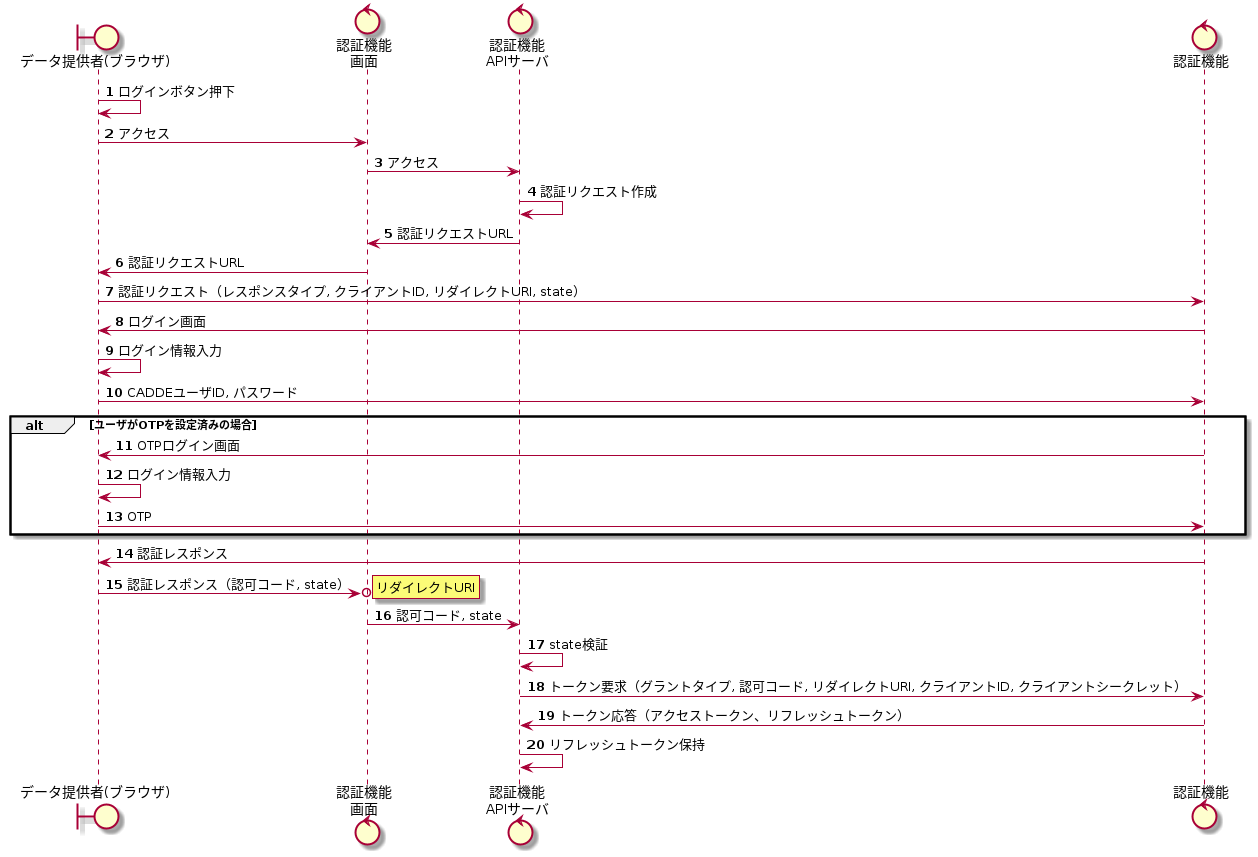 データ提供者(ブラウザ)
認証機能
画面
認証機能
APIサーバ
認証機能
1 ログインボタン押下
2 アクセス
3 アクセス
4 認証リクエスト作成
5 認証リクエストURL
6 認証リクエストURL
7 認証リクエスト（レスポンスタイプ, クライアントID, リダイレクトURI, state）
8 ログイン画面
9 ログイン情報入力
10 CADDEユーザID, パスワード
alt [ユーザがOTPを設定済みの場合]
11 OTPログイン画面
12 ログイン情報入力
13 OTP
14 認証レスポンス
15 認証レスポンス（認可コード, state）
リダイレクトURI
16 認可コード, state
17 state検証
18 トークン要求（グラントタイプ, 認可コード, リダイレクトURI, クライアントID, クライアントシークレット）
19 トークン応答（アクセストークン、リフレッシュトークン）
20 リフレッシュトークン保持
データ提供者(ブラウザ)
認証機能
画面
認証機能
APIサーバ
認証機能